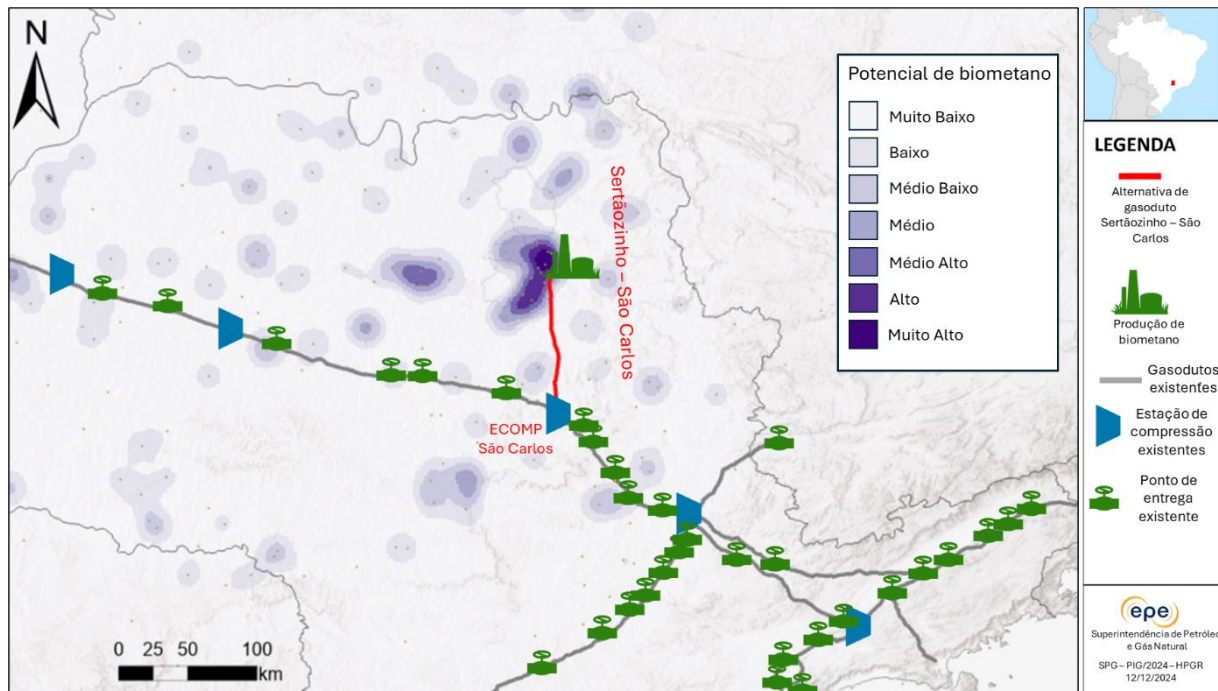 N
Potencial de biometano
Muito Baixo
Baixo
Médio Baixo
Médio
Médio Alto
Alto
Muito Alto
Sertãozinho – São Carlos
ECOMP
São Carlos
0 25 50 100
km
LEGENDA
Alternativa de
gasoduto
Sertãozinho – São
Carlos
Produção de
biometano
Gasodutos
existentes
Estação de
compressão
existentes
Ponto de
entrega
existente
epe
Superintendência de Petróleo
e Gás Natural
SPG – PIG/2024 – HPGR
12/12/2024